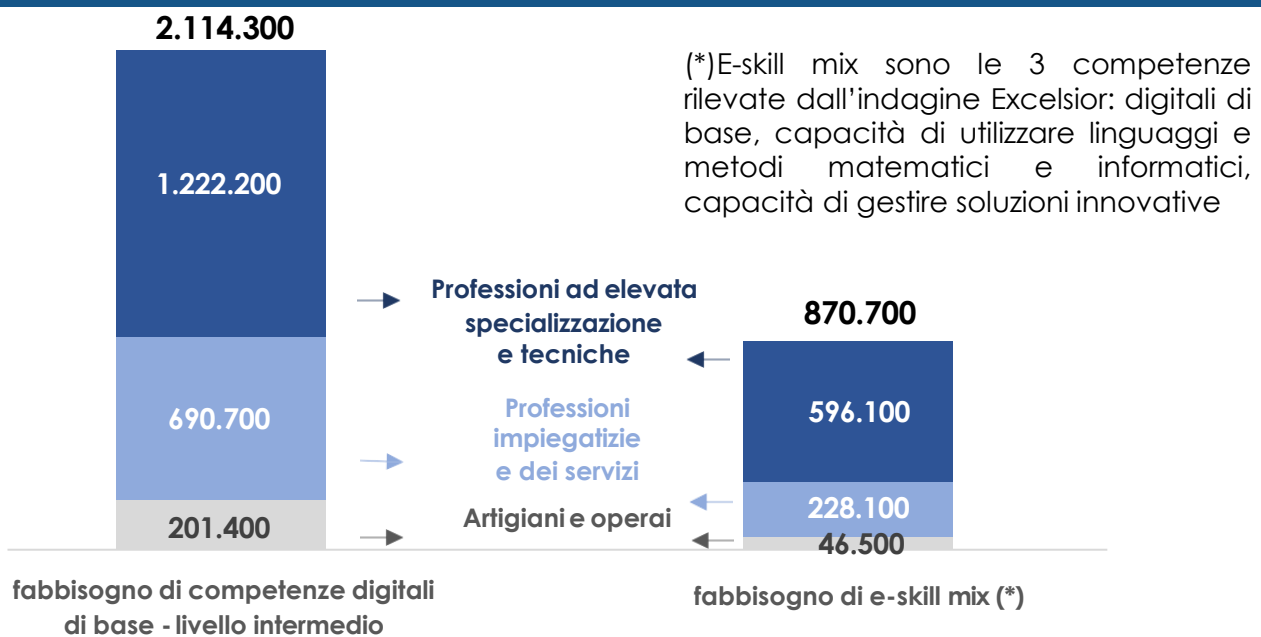 2.114.300
(*)E-skill mix sono le 3 competenze
rilevate dall'indagine Excelsior: digitali di
base, capacità di utilizzare linguaggi e
metodi matematici e informatici,
capacità di gestire soluzioni innovative
1.222.200
690.700
201.400
Professioni ad elevata
specializzazione
e tecniche
Professioni
impiegatizie
e dei servizi
Artigiani e operai
870.700
596.100
228.100
46.500
fabbisogno di competenze digitali
di base - livello intermedio
fabbisogno di e-skill mix (*)